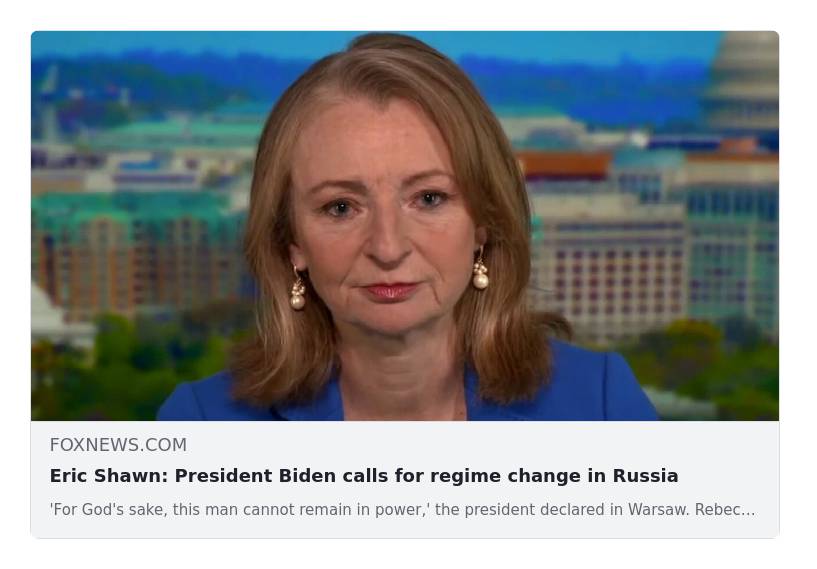 FOXNEWS.COM
Eric Shawn: President Biden calls for regime change in Russia
'For God's sake, this man cannot remain in power,' the president declared in Warsaw. Rebec...